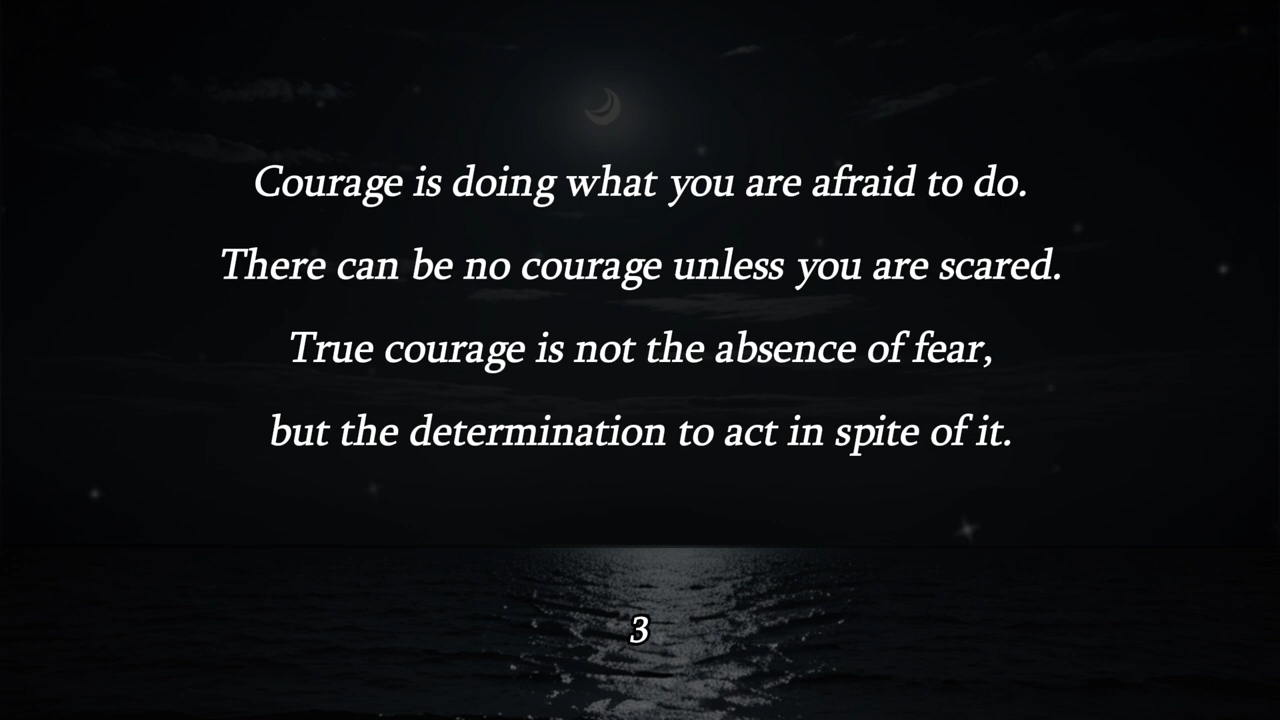 Courage is doing what you are afraid to do.
There can be no courage unless you are scared.
True courage is not the absence of fear,
but the determination to act in spite of it.
3